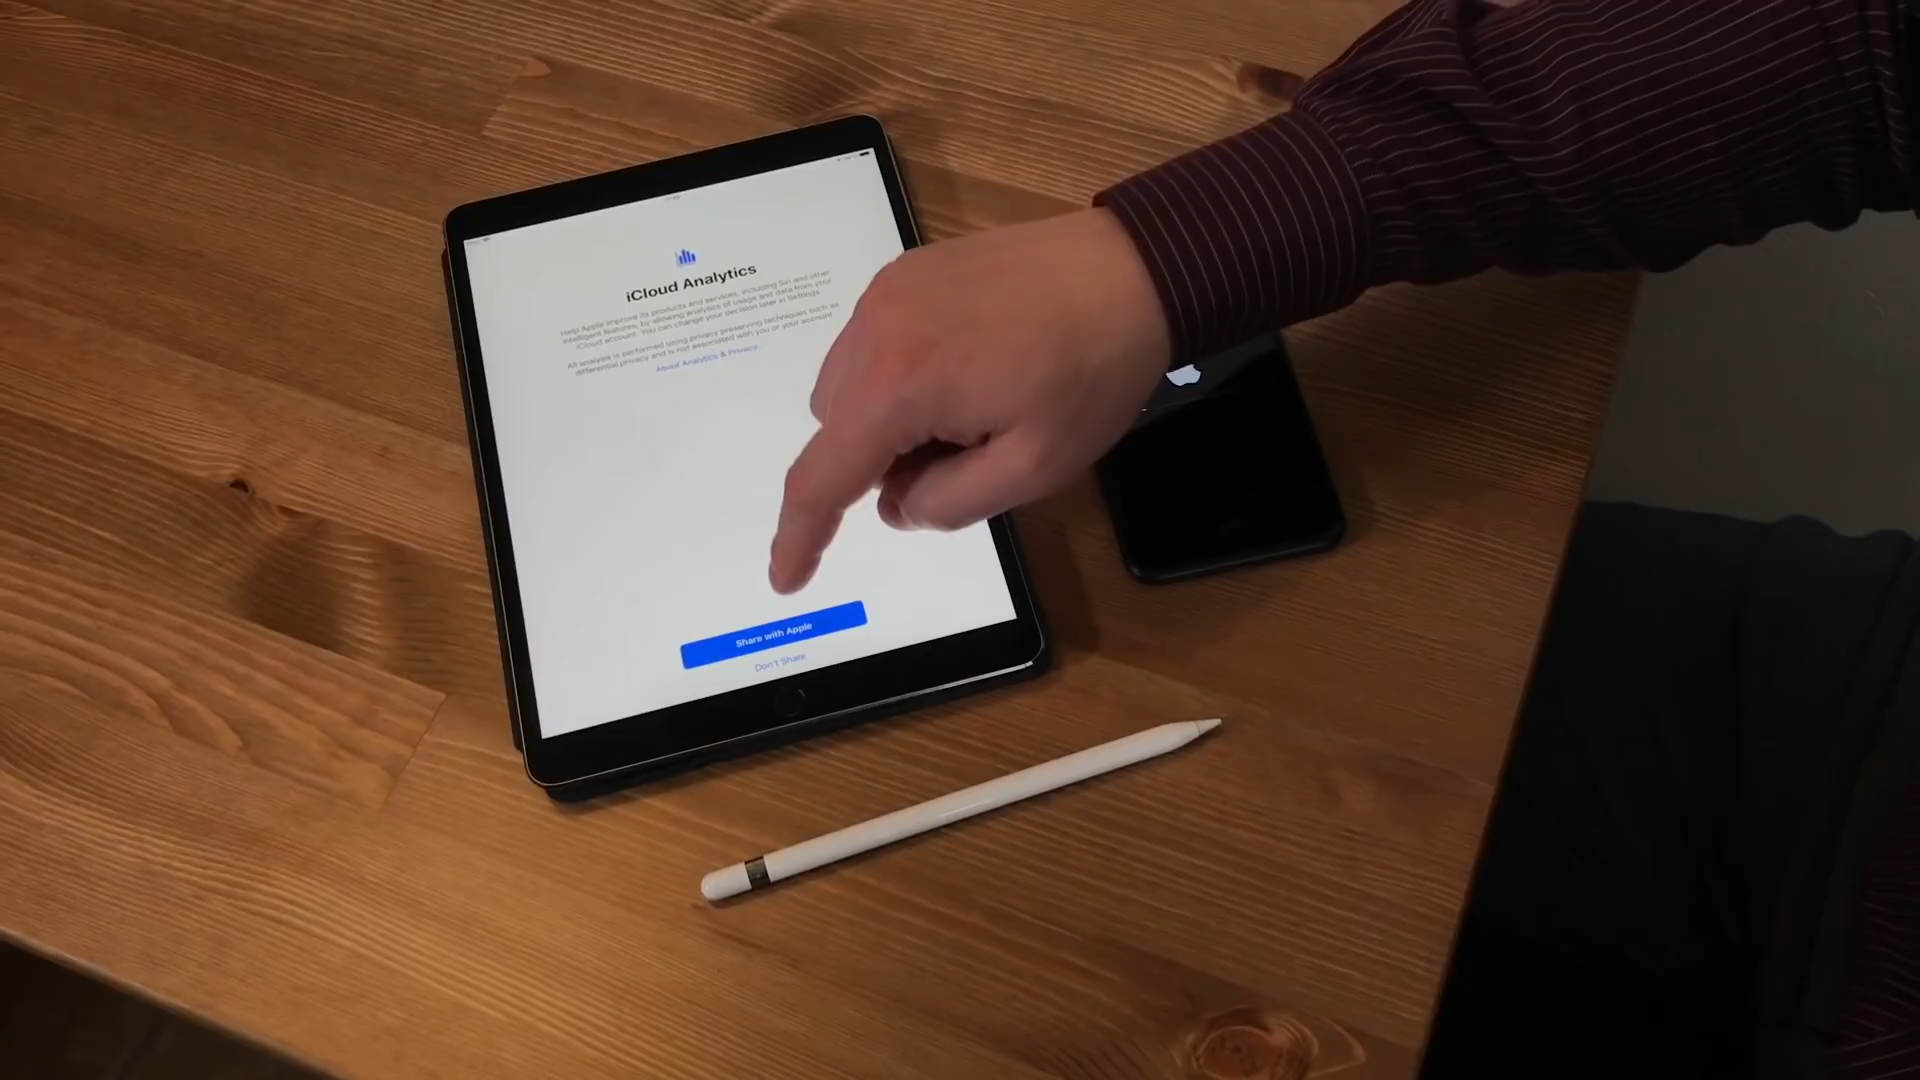 iCloud Analytics
Help Apple improve its products and services, including Siri and other
intelligent features, by allowing analytics of usage and data from your
iCloud account. You can change your decision later in Settings.
All analysis is performed using privacy preserving techniques such as
differential privacy and is not associated with you or your account.
About Analytics & Privacy
Share with Apple
Don't Share